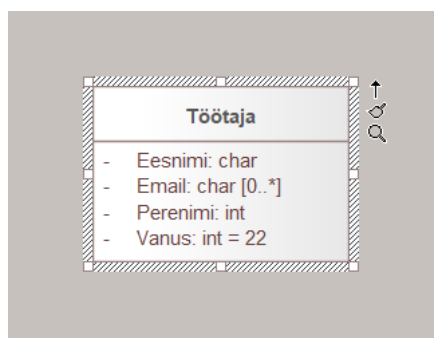 Töötaja
- Eesnimi: char
- Email: char [0..*]
- Perenimi: int
- Vanus: int = 22